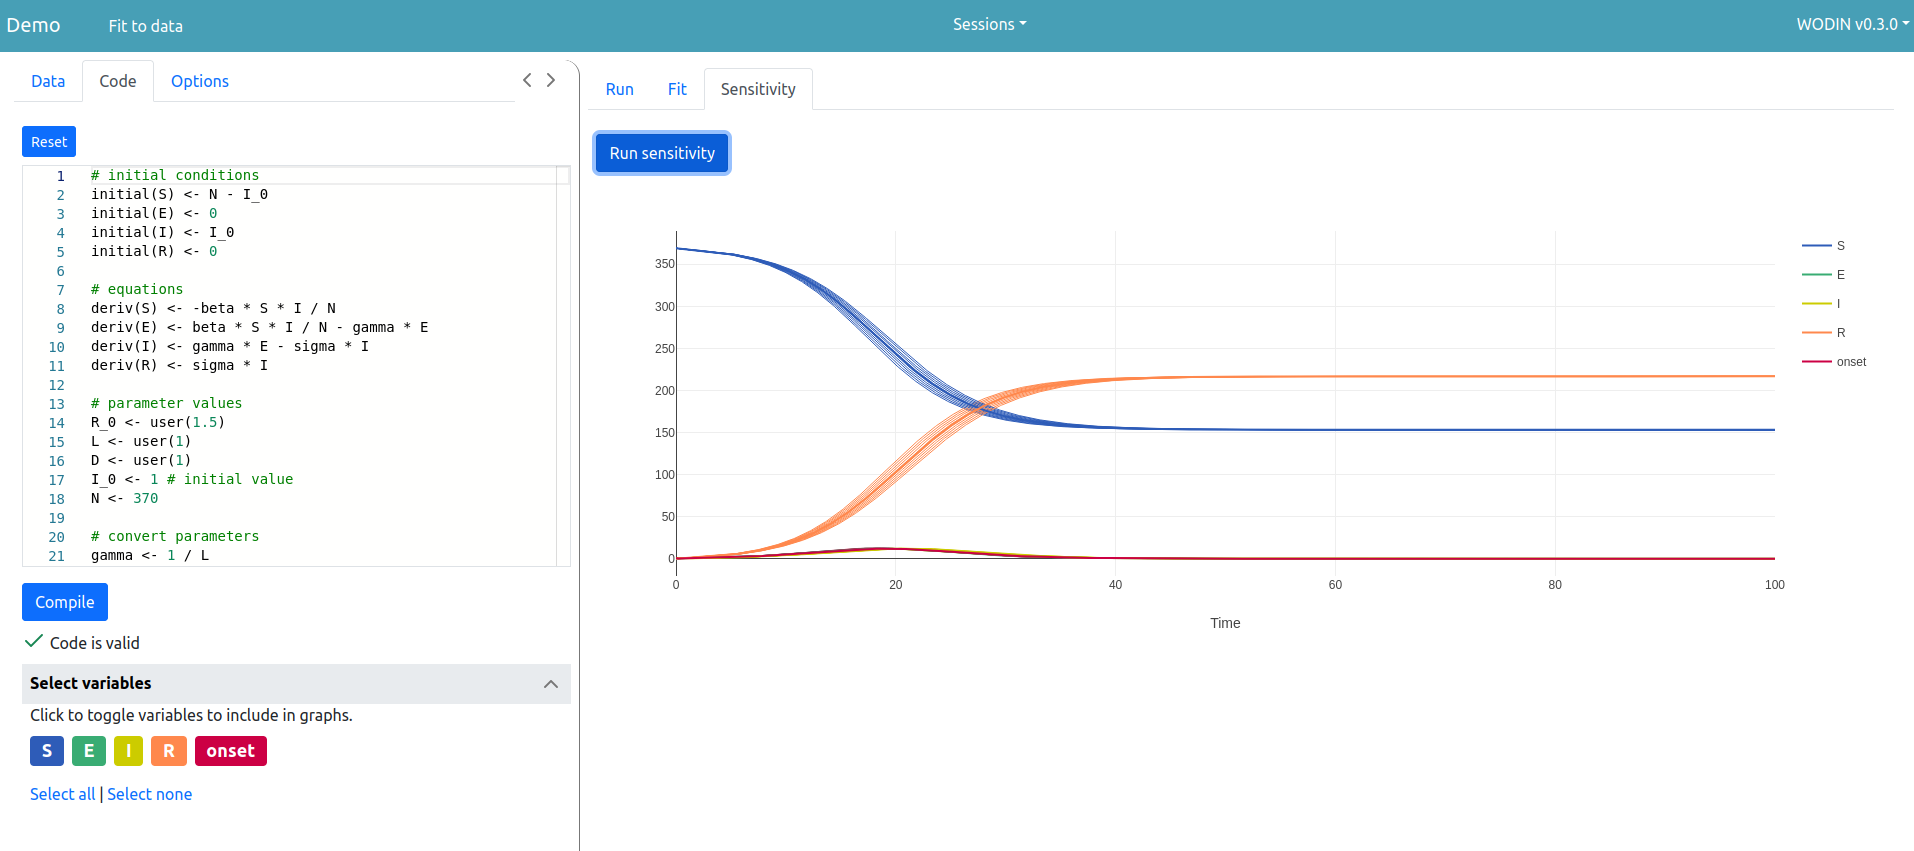 Demo Fit to data Sessions WODIN v0.3.0
Data Code Options
Reset
1 # initial conditions
2 initial(S) <- N - I_0
3 initial(E) <- 0
4 initial(I) <- I_0
5 initial(R) <- 0
6
7 # equations
8 deriv(S) <- -beta * S * I / N
9 deriv(E) <- beta * S * I / N - gamma * E
10 deriv(I) <- gamma * E - sigma * I
11 deriv(R) <- sigma * I
12
13 # parameter values
14 R_0 <- user(1.5)
15 L <- user(1)
16 D <- user(1)
17 I_0 <- 1 # initial value
18 N <- 370
19
20 # convert parameters
21 gamma <- 1 / L
Compile
Code is valid
Select variables
Click to toggle variables to include in graphs.
S E I R onset
Select all | Select none
Run Fit Sensitivity
Run sensitivity
350
300
250
200
150
100
50
0
0 20 40 60 80 100
Time
S
E
I
R
onset